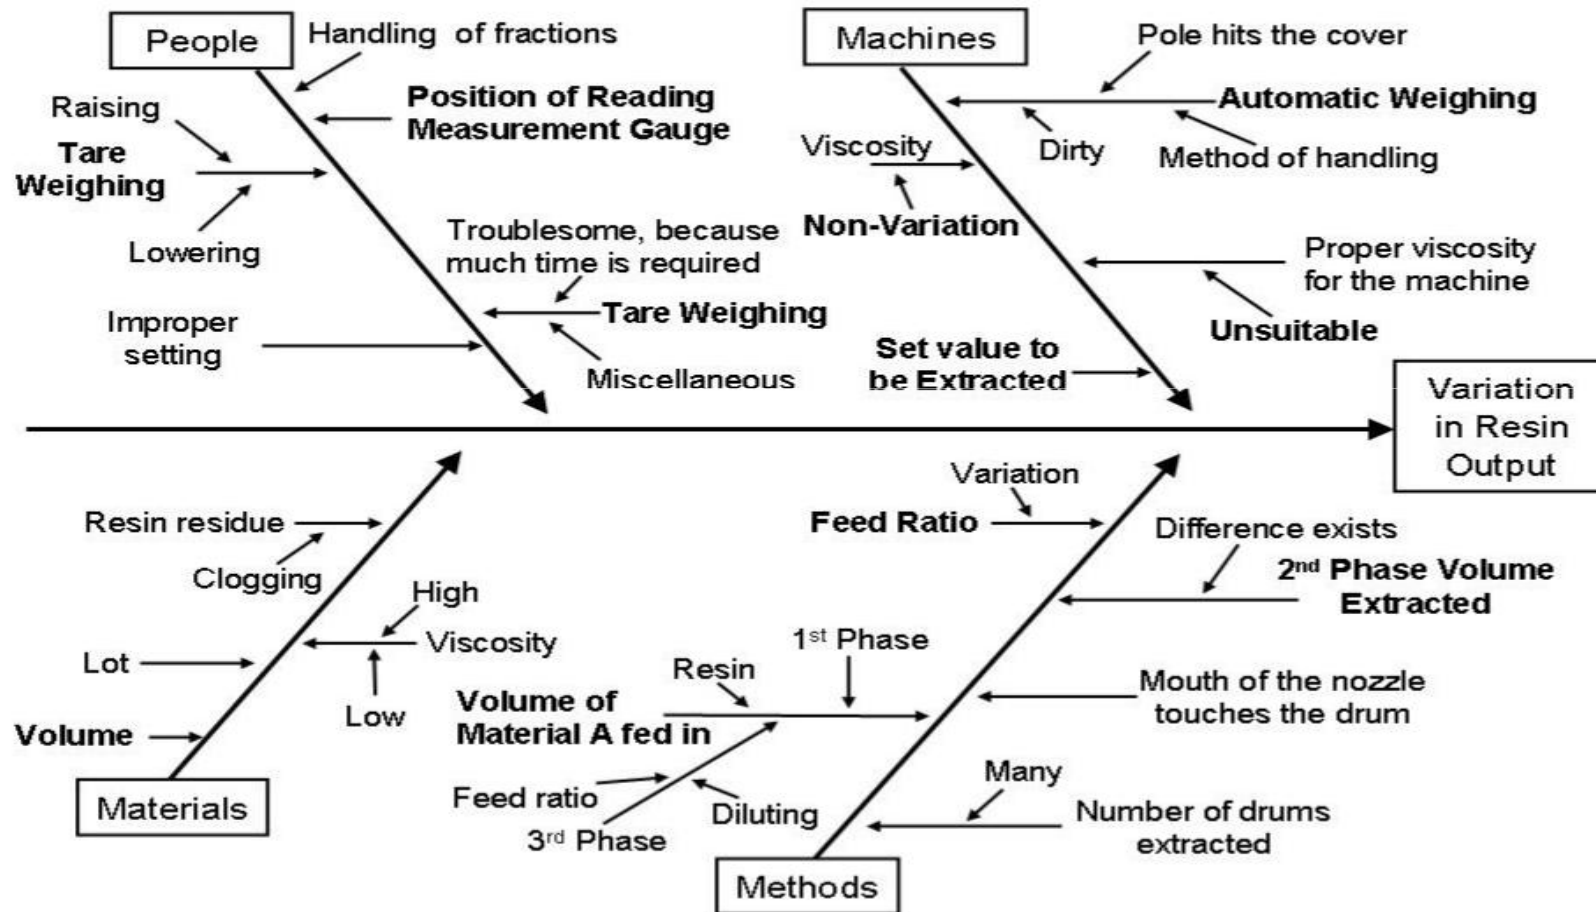 People
Handling of fractions
Machines
Pole hits the cover
Raising
Position of Reading
Measurement Gauge
Automatic Weighing
Tare
Weighing
Viscosity
Dirty
Method of handling
Lowering
Troublesome, because
much time is required
Non-Variation
Proper viscosity
for the machine
Improper
setting
Tare Weighing
Unsuitable
Miscellaneous
Set value to
be Extracted
Variation
in Resin
Output
Variation
Resin residue
Feed Ratio
Difference exists
Clogging
2nd Phase Volume
Extracted
High
Viscosity
1st Phase
Lot
Resin
Low
Volume of
Material A fed in
Mouth of the nozzle
touches the drum
Volume
Materials
Feed ratio
Diluting
3rd Phase
Many
Number of drums
extracted
Methods